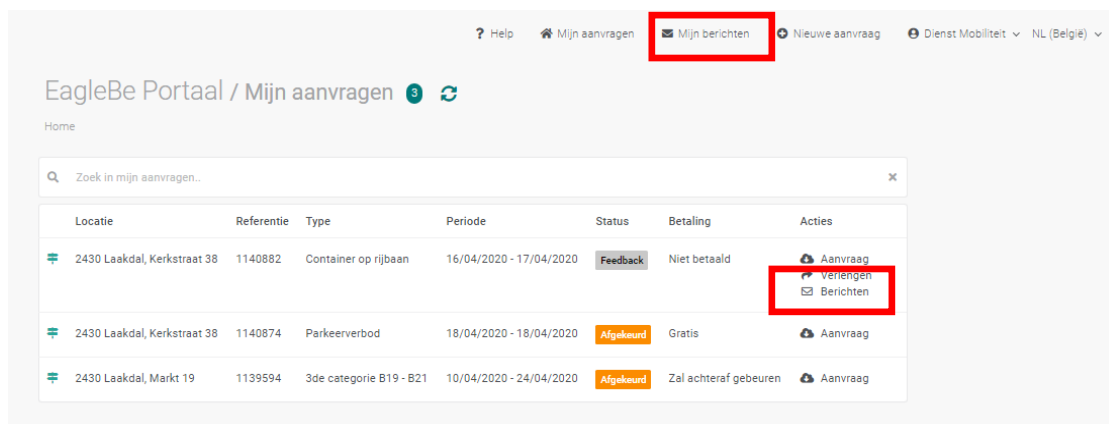 Help Mijn aanvragen Mijn berichten Nieuwe aanvraag Dienst Mobiliteit NL (België)
EagleBe Portaal / Mijn aanvragen 3
Home
Zoek in mijn aanvragen..
Locatie Referentie Type Periode Status Betaling Acties
2430 Laakdal, Kerkstraat 38 1140882 Container op rijbaan 16/04/2020 - 17/04/2020 Feedback Niet betaald Aanvraag
Verlengen
Berichten
2430 Laakdal, Kerkstraat 38 1140874 Parkeerverbod 18/04/2020 - 18/04/2020 Afgekeurd Gratis Aanvraag
2430 Laakdal, Markt 19 1139594 3de categorie B19 - B21 10/04/2020 - 24/04/2020 Afgekeurd Zal achteraf gebeuren Aanvraag